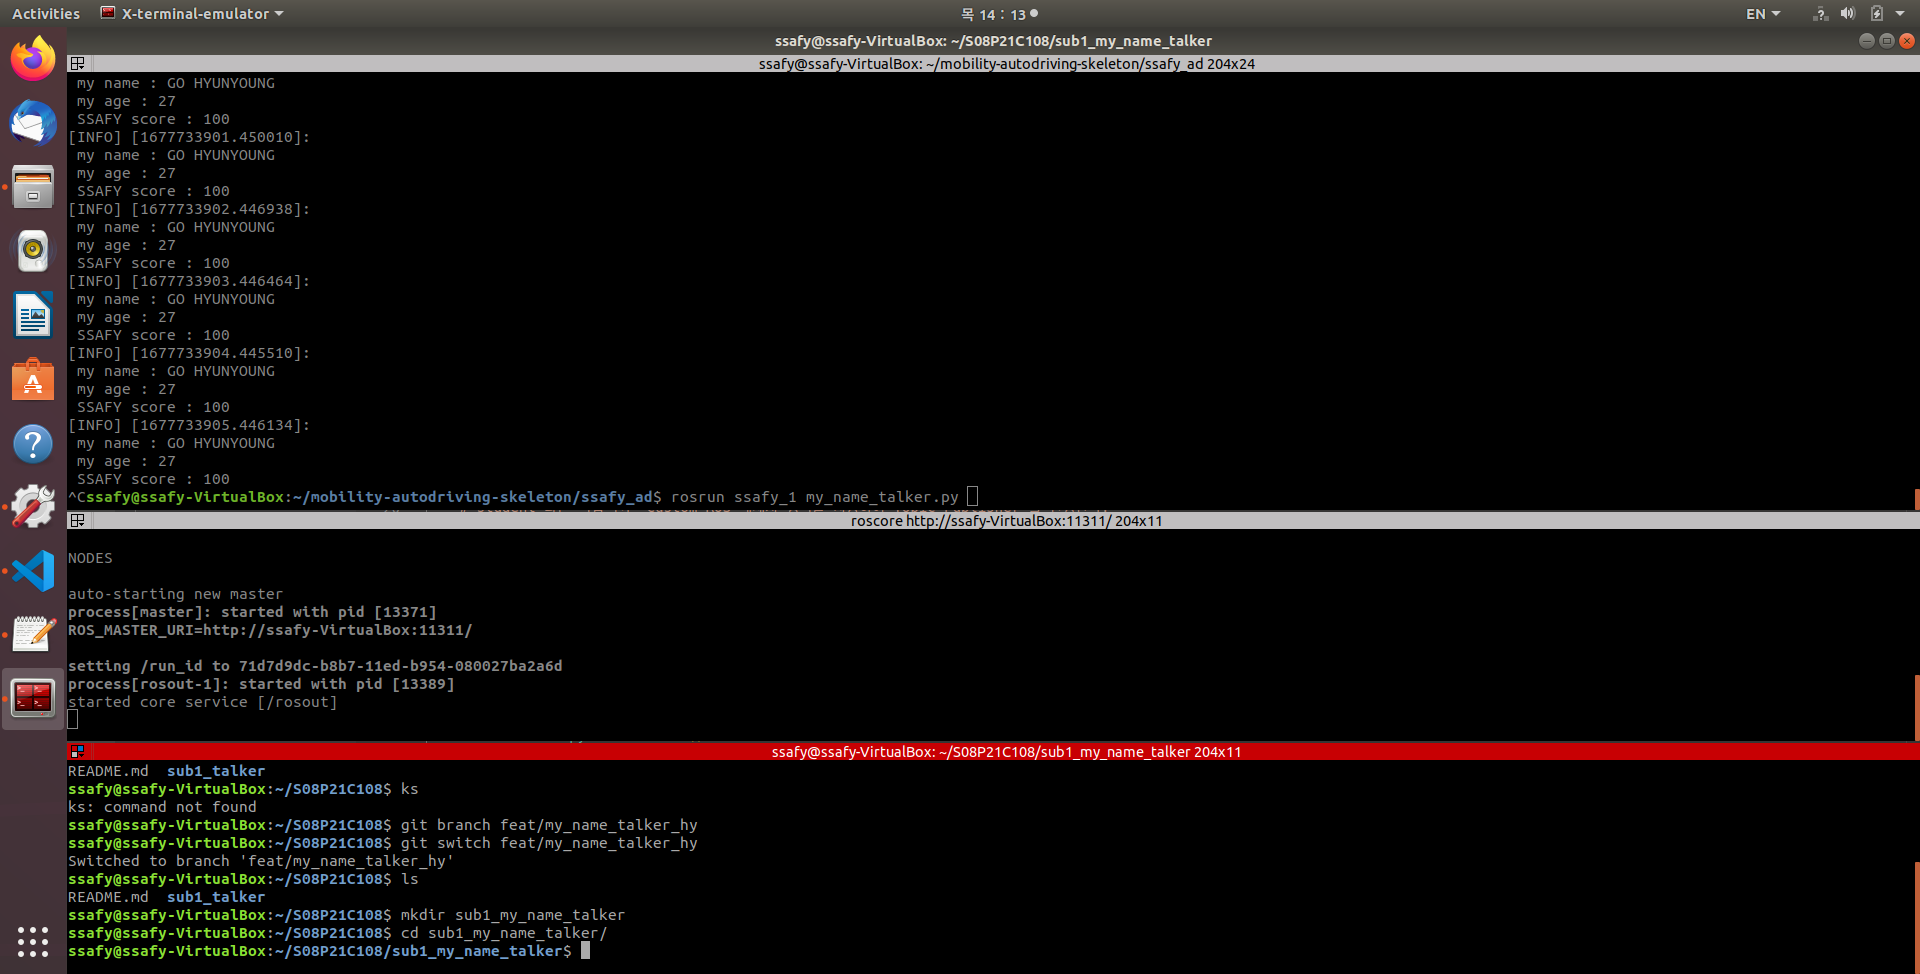 Activities X-terminal-emulator 목 14 : 13 EN
ssafy@ssafy-VirtualBox: ~/S08P21C108/sub1_my_name_talker
ssafy@ssafy-VirtualBox: ~/mobility-autodriving-skeleton/ssafy_ad 204x24
my name : GO HYUNYOUNG
my age : 27
SSAFY score : 100
[INFO] [1677733901.450010]:
my name : GO HYUNYOUNG
my age : 27
SSAFY score : 100
[INFO] [1677733902.446938]:
my name : GO HYUNYOUNG
my age : 27
SSAFY score : 100
[INFO] [1677733903.446464]:
my name : GO HYUNYOUNG
my age : 27
SSAFY score : 100
[INFO] [1677733904.445510]:
my name : GO HYUNYOUNG
my age : 27
SSAFY score : 100
[INFO] [1677733905.446134]:
my name : GO HYUNYOUNG
my age : 27
SSAFY score : 100
^Cssafy@ssafy-VirtualBox:~/mobility-autodriving-skeleton/ssafy_ad$ rosrun ssafy_1 my_name_talker.py
roscore http://ssafy-VirtualBox:11311/ 204x11
NODES
auto-starting new master
process[master]: started with pid [13371]
ROS_MASTER_URI=http://ssafy-VirtualBox:11311/
setting /run_id to 71d7d9dc-b8b7-11ed-b954-080027ba2a6d
process[rosout-1]: started with pid [13389]
started core service [/rosout]
ssafy@ssafy-VirtualBox: ~/S08P21C108/sub1_my_name_talker 204x11
README.md sub1_talker
ssafy@ssafy-VirtualBox:~/S08P21C108$ ks
ks: command not found
ssafy@ssafy-VirtualBox:~/S08P21C108$ git branch feat/my_name_talker_hy
ssafy@ssafy-VirtualBox:~/S08P21C108$ git switch feat/my_name_talker_hy
Switched to branch 'feat/my_name_talker_hy'
ssafy@ssafy-VirtualBox:~/S08P21C108$ ls
README.md sub1_talker
ssafy@ssafy-VirtualBox:~/S08P21C108$ mkdir sub1_my_name_talker
ssafy@ssafy-VirtualBox:~/S08P21C108$ cd sub1_my_name_talker/
ssafy@ssafy-VirtualBox:~/S08P21C108/sub1_my_name_talker$